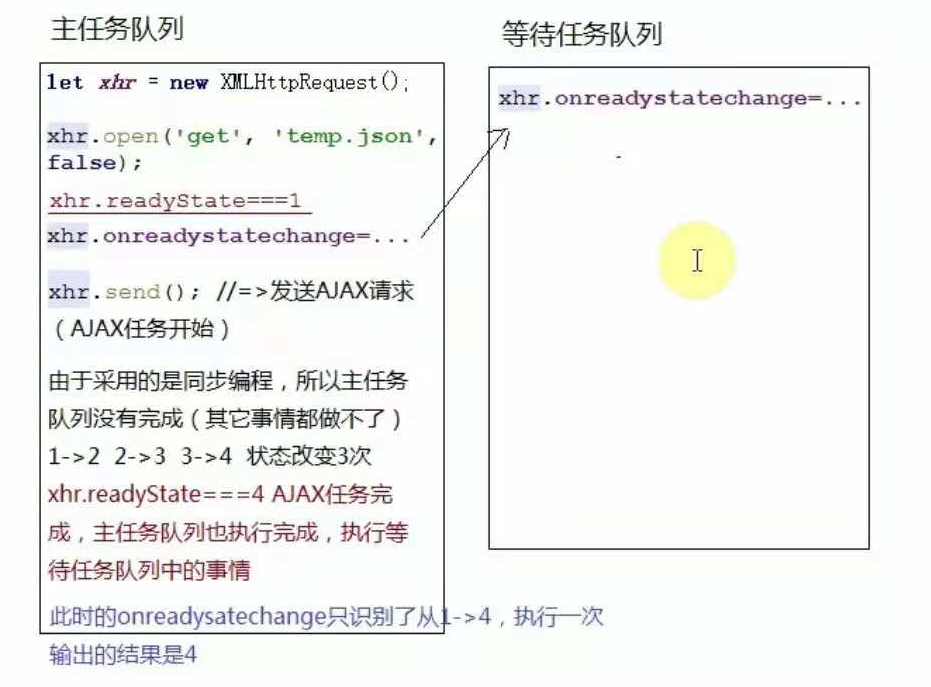 主任务队列
let xhr = new XMLHttpRequest();
xhr.open('get', 'temp.json',
false);
xhr.readyState===1
xhr.onreadystatechange=...
xhr.send(); //=>发送AJAX请求
（AJAX任务开始）
由于采用的是同步编程，所以主任务
队列没有完成（其它事情都做不了）
1->2 2->3 3->4 状态改变3次
xhr.readyState===4 AJAX任务完
成，主任务队列也执行完成，执行等
待任务队列中的事情
此时的onreadysatechange只识别了从1->4，执行一次
输出的结果是4
等待任务队列
xhr.onreadystatechange=...